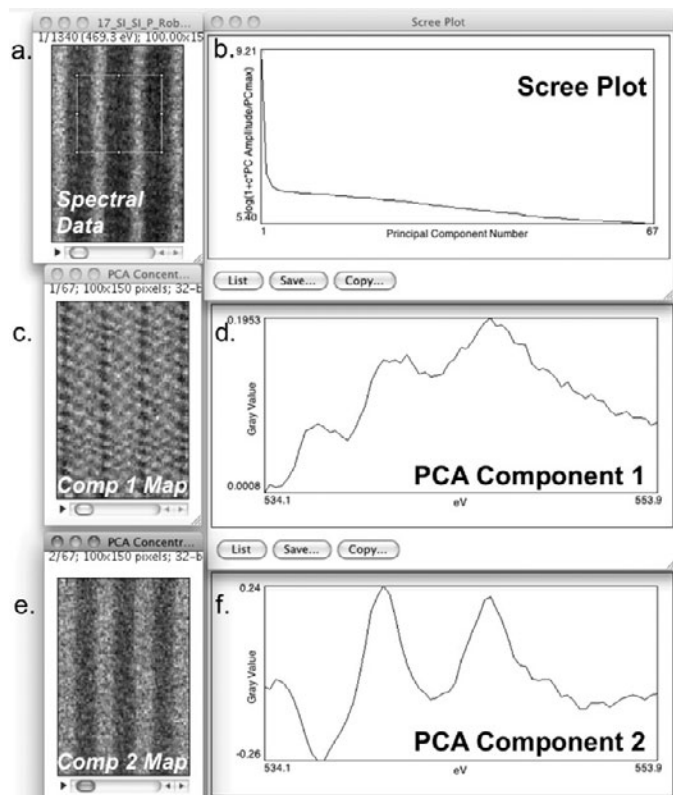 a.
17_SI_SI_P_Rob...
1/1340 (469.3 eV); 100.00x15
Spectral
Data
b.
Scree Plot
9.21
Scree Plot
log(1+c*PC Amplitude/PCmax)
5.40
1
Principal Component Number
67
List
Save...
Copy...
c.
PCA Concent...
1/67; 100x150 pixels; 32-b
Comp 1 Map
d.
0.1953
Gray Value
PCA Component 1
0.0008
534.1
eV
553.9
List
Save...
Copy...
e.
PCA Concentr...
2/67; 100x150 pixels; 32-b
Comp 2 Map
f.
0.24
Gray Value
PCA Component 2
-0.26
534.1
eV
553.9